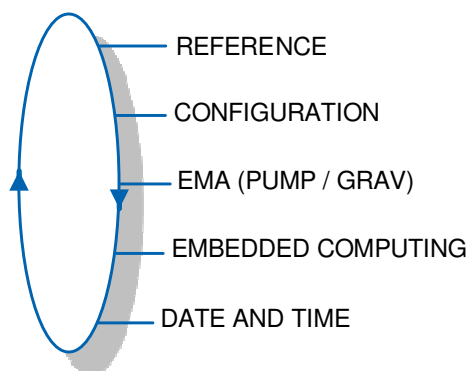 REFERENCE
CONFIGURATION
EMA (PUMP / GRAV)
EMBEDDED COMPUTING
DATE AND TIME